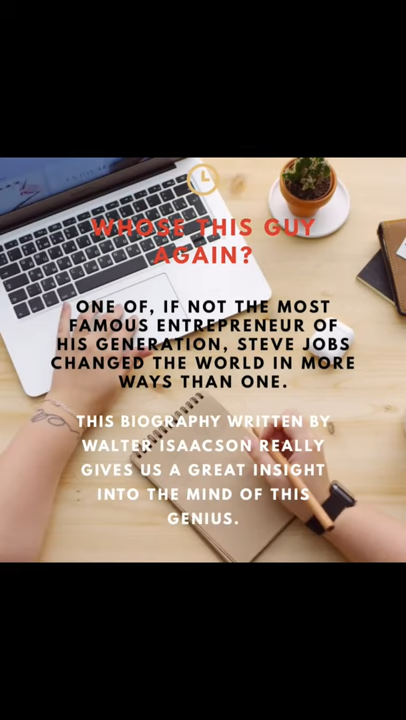 WHOSE THIS GUY
AGAIN?
ONE OF, IF NOT THE MOST
FAMOUS ENTREPRENEUR OF
HIS GENERATION, STEVE JOBS
CHANGED THE WORLD IN MORE
WAYS THAN ONE.
THIS BIOGRAPHY WRITTEN BY
WALTER ISAACSON REALLY
GIVES US A GREAT INSIGHT
INTO THE MIND OF THIS
GENIUS.